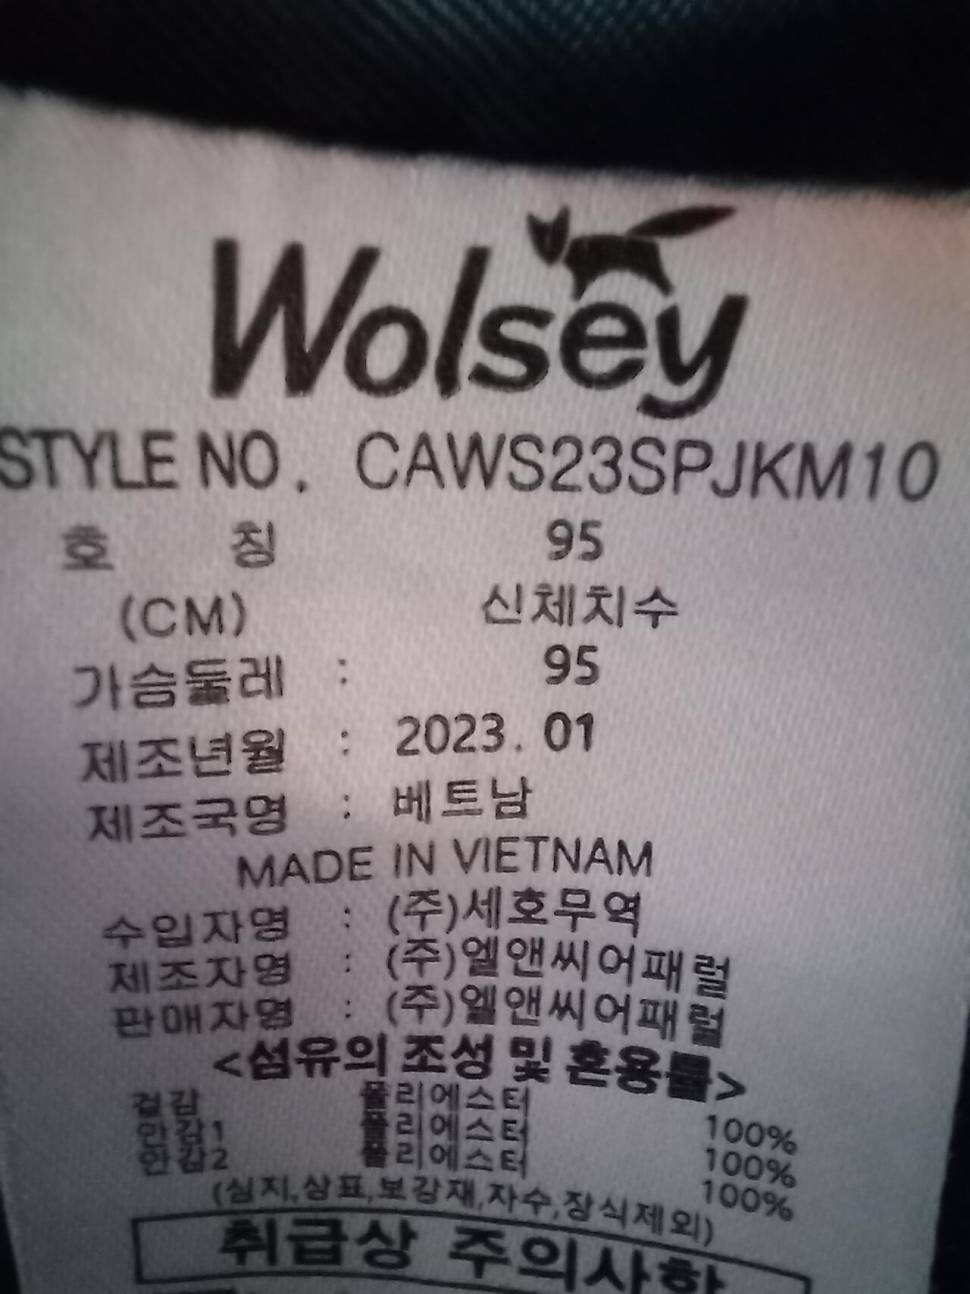 Wolsey
STYLE NO. CAWS23SPJKM10
호 칭 95
(CM) 신체치수
가슴둘레 : 95
제조년월 : 2023. 01
제조국명 : 베트남
MADE IN VIETNAM
수입자명 : (주)세호무역
제조자명 : (주)엘앤씨어패럴
판매자명 : (주)엘앤씨어패럴
<섬유의 조성 및 혼용률>
겉감 폴리에스터 100%
안감1 폴리에스터 100%
안감2 폴리에스터 100%
(심지,상표,보강재,자수,장식제외)
취급상 주의사항